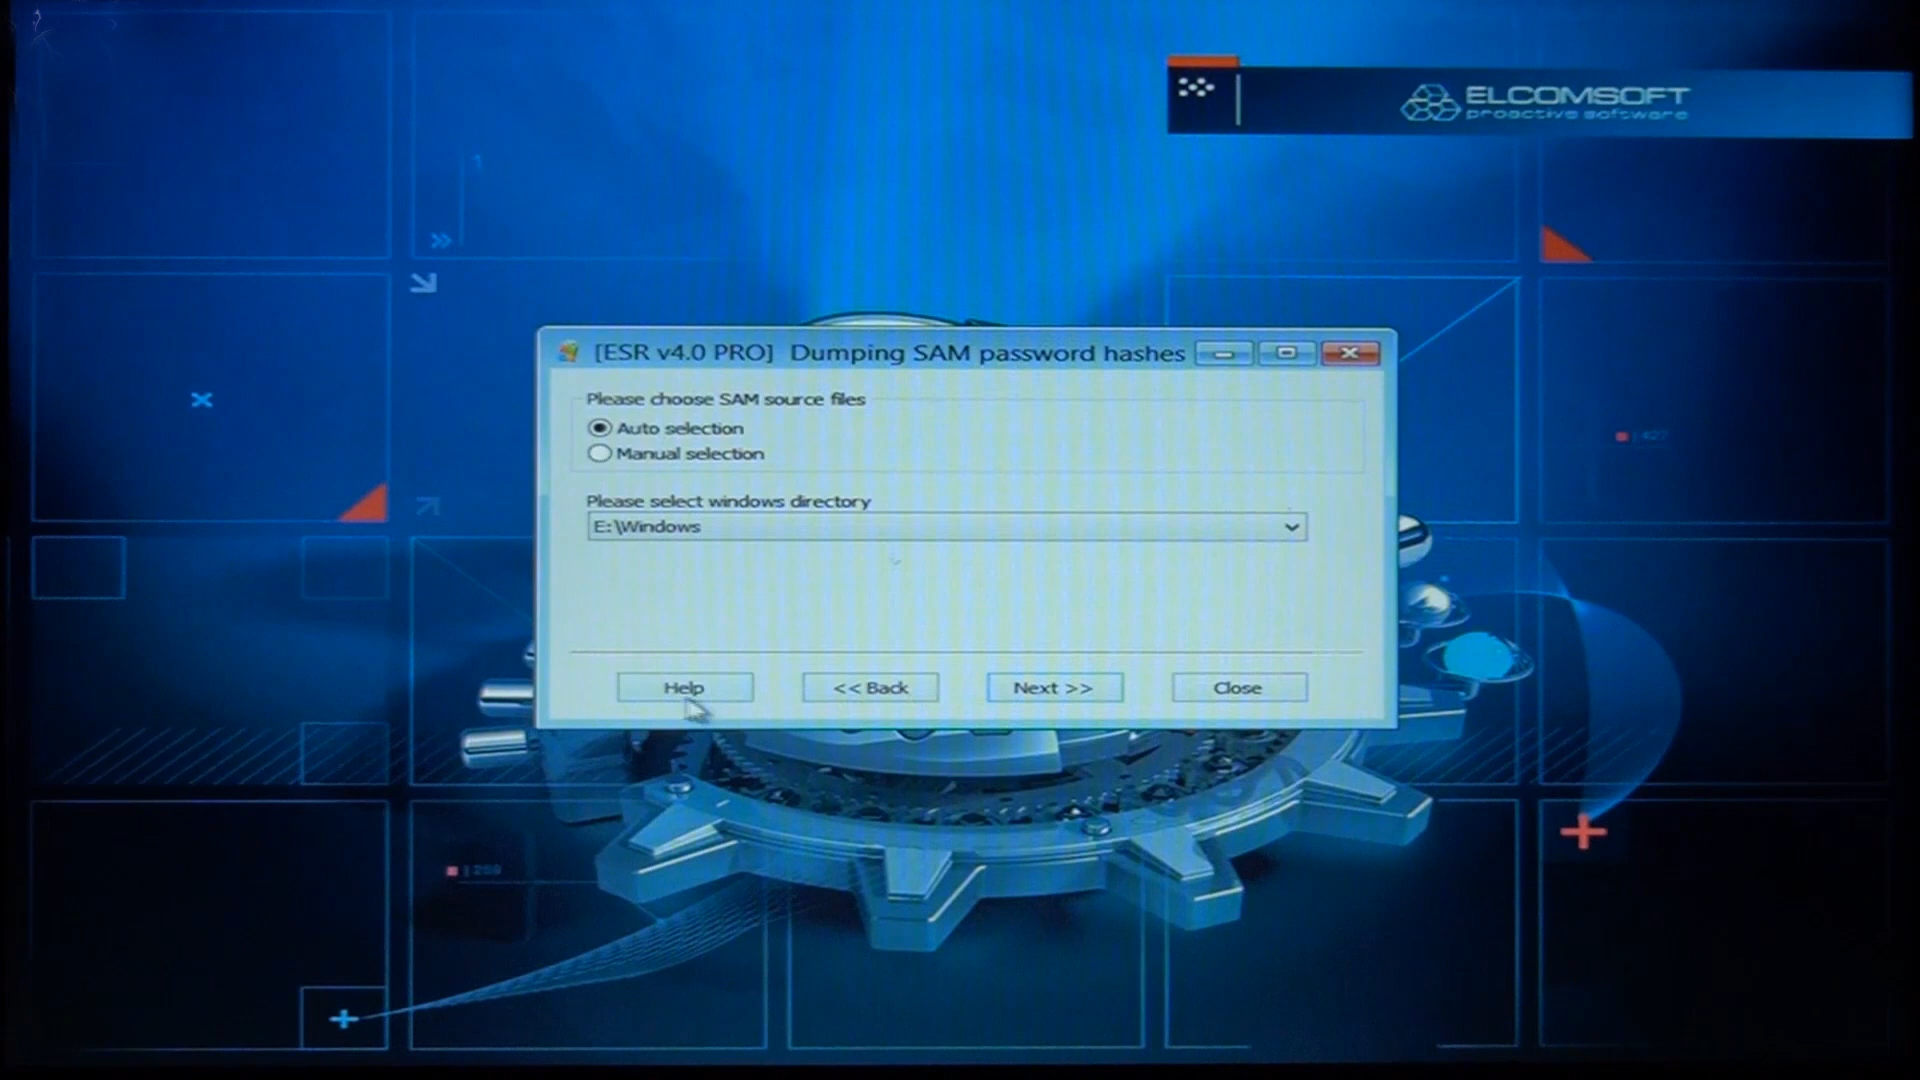 ELCOMSOFT
proactive software
[ESR v4.0 PRO] Dumping SAM password hashes
Please choose SAM source files
Auto selection
Manual selection
Please select windows directory
E:\Windows
Help
<< Back
Next >>
Close